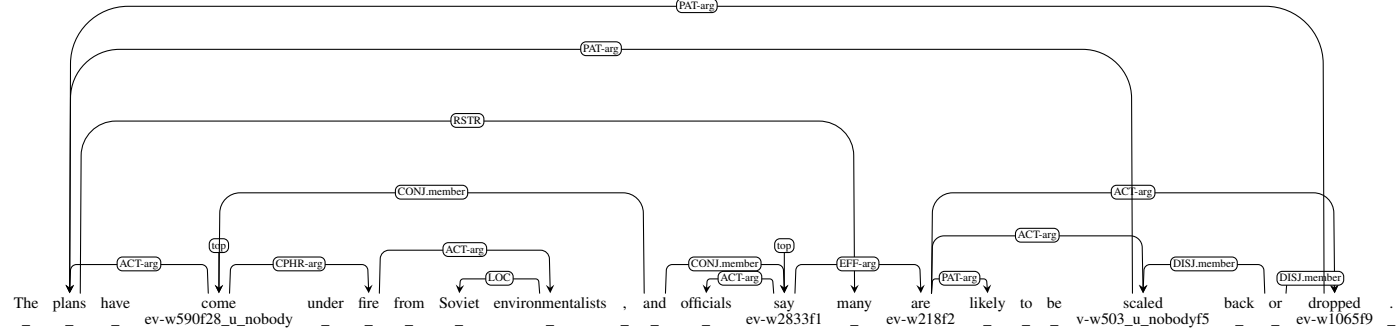 PAT-arg
PAT-arg
RSTR
CONJ.member
ACT-arg
top
ACT-arg
top
ACT-arg
ACT-arg
CPHR-arg
LOC
CONJ.member
ACT-arg
EFF-arg
PAT-arg
DISJ.member
DISJ.member
The plans have come under fire from Soviet environmentalists , and officials say many are likely to be scaled back or dropped .
_ _ _ ev-w590f28_u_nobody _ _ _ _ _ _ _ _ ev-w2833f1 _ ev-w218f2 _ _ _ v-w503_u_nobodyf5 _ _ ev-w1065f9 _